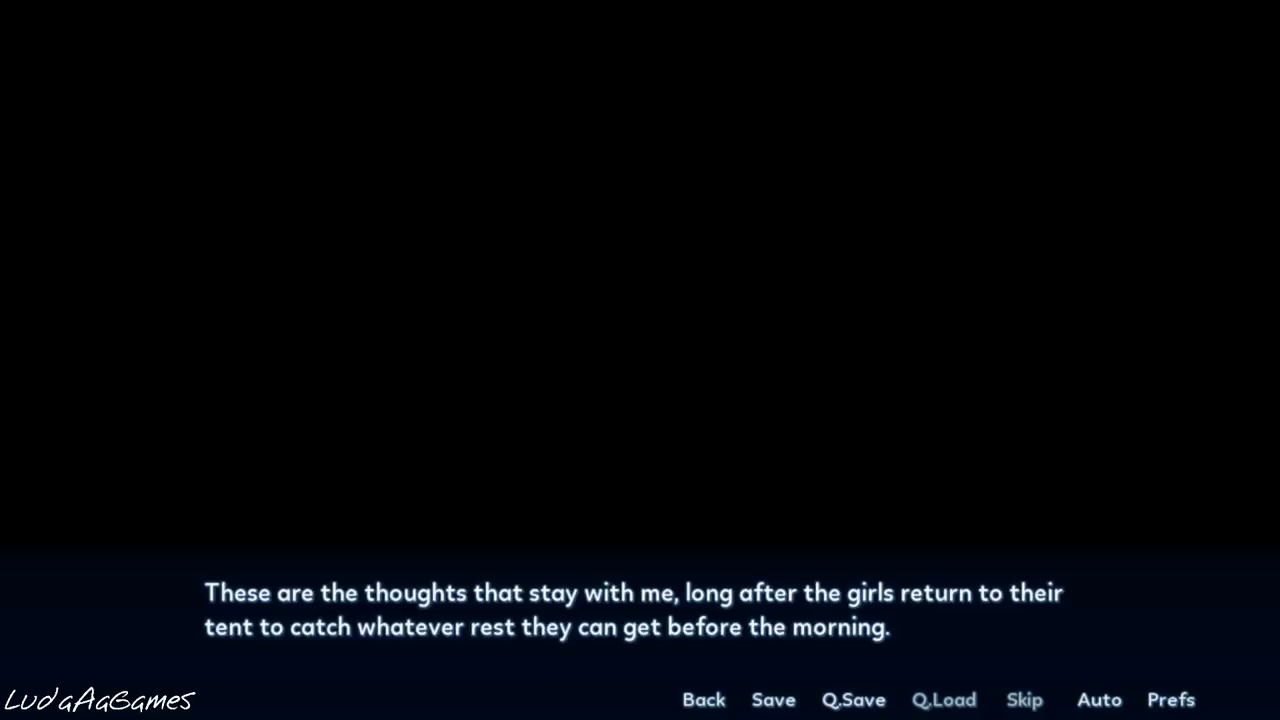 These are the thoughts that stay with me, long after the girls return to their
tent to catch whatever rest they can get before the morning.
LudaAaGames
Back Save Q.Save Q.Load Skip Auto Prefs